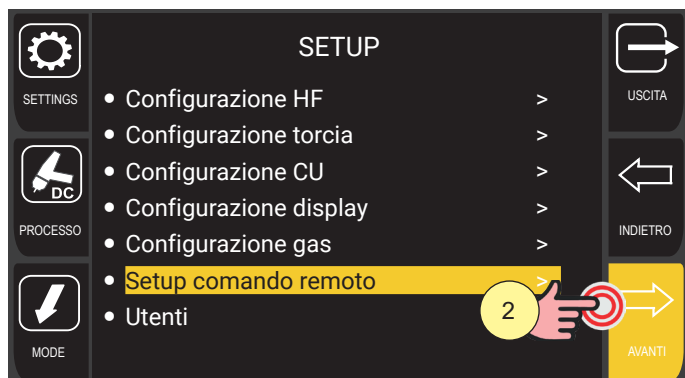 SETUP
SETTINGS
DC
PROCESSO
MODE
• Configurazione HF >
• Configurazione torcia >
• Configurazione CU >
• Configurazione display >
• Configurazione gas >
• Setup comando remoto >
• Utenti
2
USCITA
INDIETRO
AVANTI